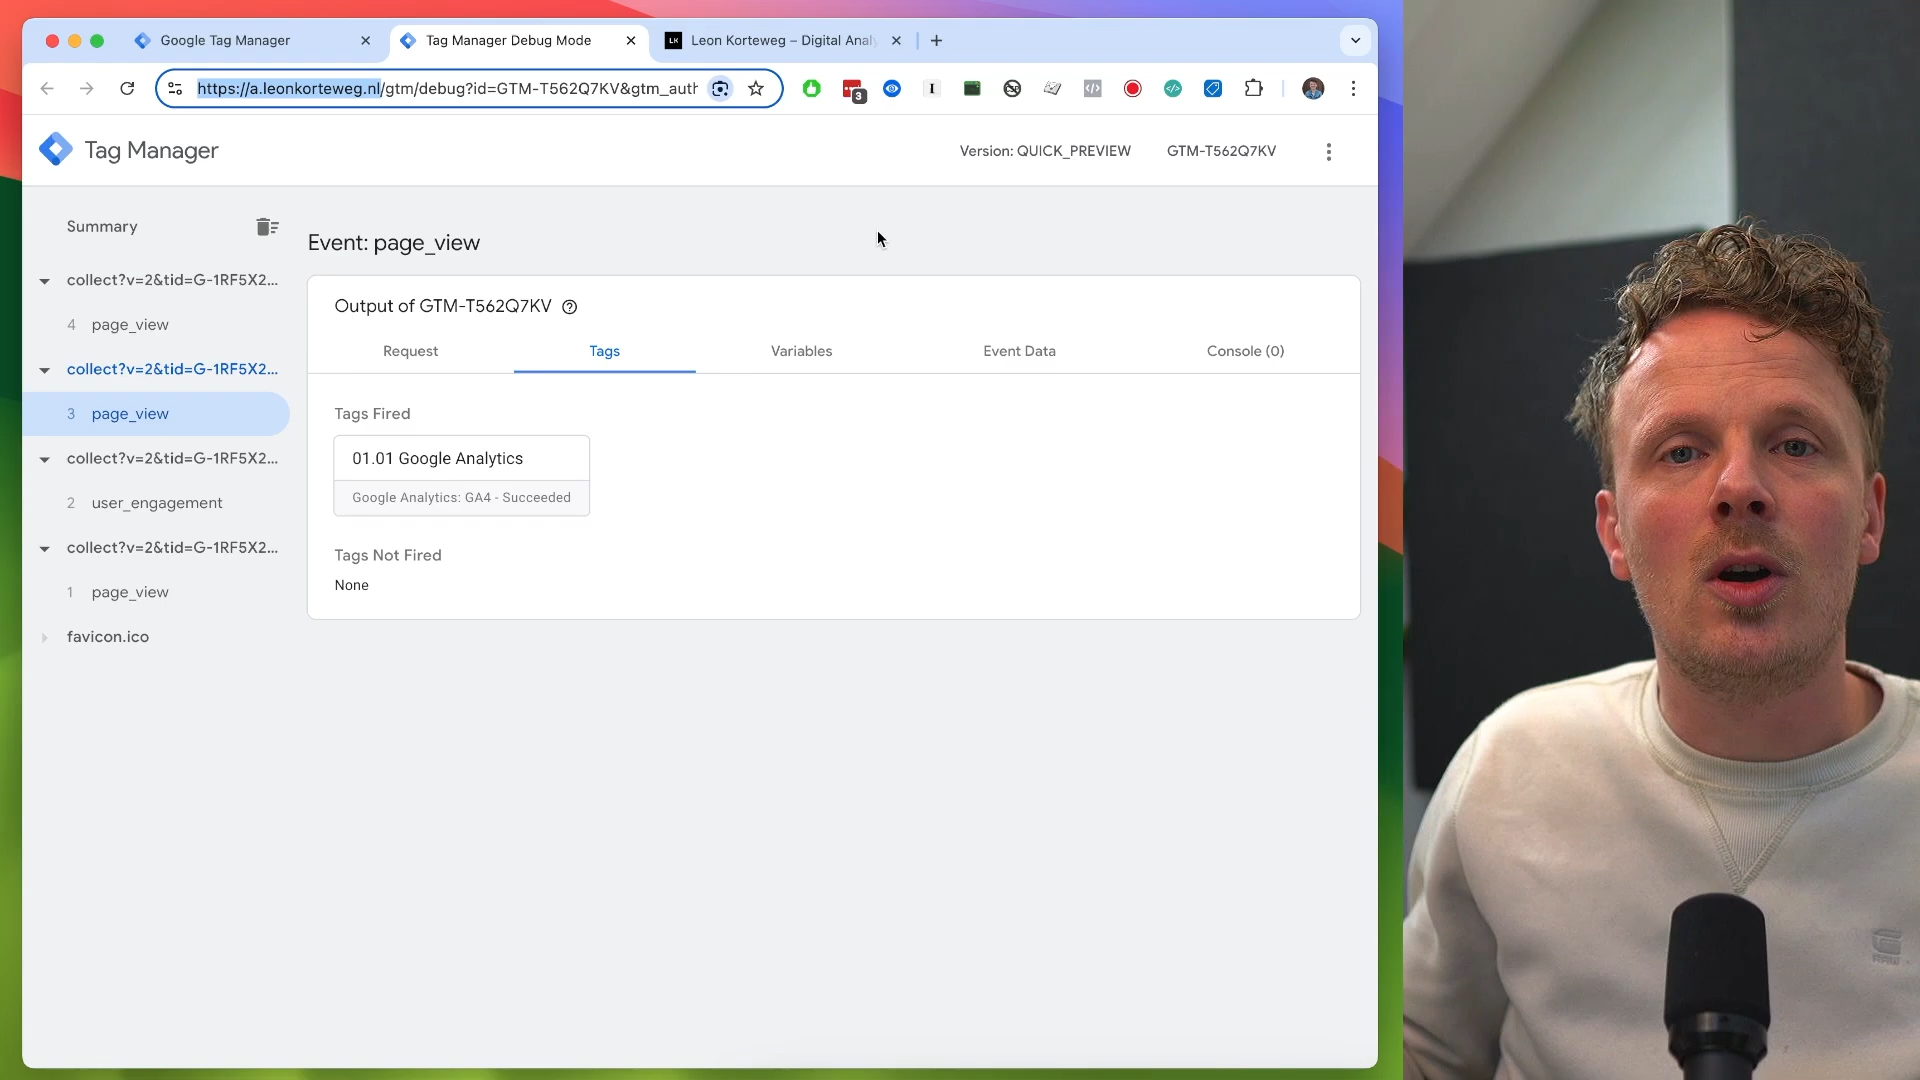 Google Tag Manager
Tag Manager Debug Mode
LK
Leon Korteweg – Digital Anal
https://a.leonkorteweg.nl/gtm/debug?id=GTM-T562Q7KV&gtm_auth
3
Tag Manager
Version: QUICK_PREVIEW
GTM-T562Q7KV
Summary
collect?v=2&tid=G-1RF5X2...
4 page_view
collect?v=2&tid=G-1RF5X2...
3 page_view
collect?v=2&tid=G-1RF5X2...
2 user_engagement
collect?v=2&tid=G-1RF5X2...
1 page_view
favicon.ico
Event: page_view
Output of GTM-T562Q7KV
Request
Tags
Variables
Event Data
Console (0)
Tags Fired
01.01 Google Analytics
Google Analytics: GA4 - Succeeded
Tags Not Fired
None
RAW